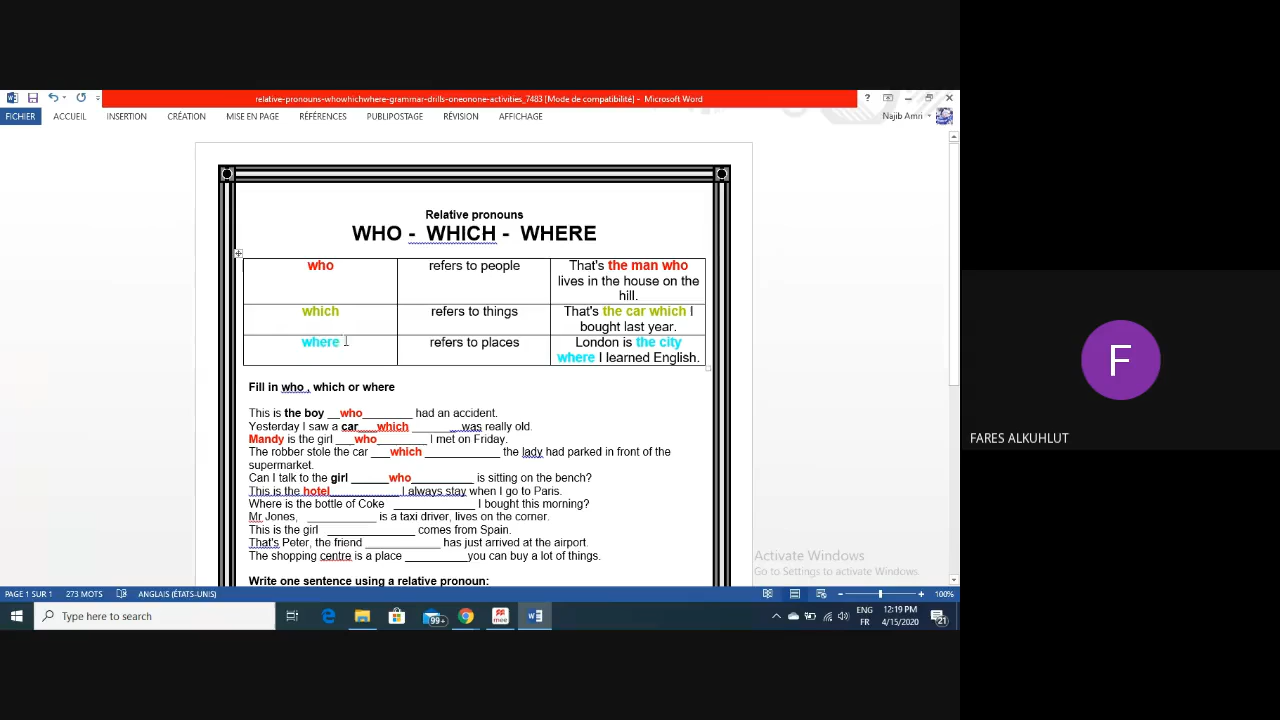 relative-pronouns-whowhichwhere-grammar-drills-oneonone-activities_7483 [Mode de compatibilité] - Microsoft Word
FICHIER ACCUEIL INSERTION CRÉATION MISE EN PAGE RÉFÉRENCES PUBLIPOSTAGE RÉVISION AFFICHAGE Najib Amri
Relative pronouns
WHO - WHICH - WHERE
who refers to people That's the man who
lives in the house on the
hill.
which refers to things That's the car which I
bought last year.
where refers to places London is the city
where I learned English.
Fill in who , which or where
This is the boy __who________ had an accident.
Yesterday I saw a car___which ________ was really old.
Mandy is the girl ___who________ I met on Friday.
The robber stole the car ___which ____________ the lady had parked in front of the
supermarket.
Can I talk to the girl ______who__________ is sitting on the bench?
This is the hotel____________ I always stay when I go to Paris.
Where is the bottle of Coke _____________ I bought this morning?
Mr Jones, ___________ is a taxi driver, lives on the corner.
This is the girl ______________ comes from Spain.
That's Peter, the friend ____________ has just arrived at the airport.
The shopping centre is a place __________you can buy a lot of things.
Write one sentence using a relative pronoun:
Activate Windows
Go to Settings to activate Windows.
PAGE 1 SUR 1 273 MOTS ANGLAIS (ÉTATS-UNIS) 100%
Type here to search
99+
ENG
FR
12:19 PM
4/15/2020
21
F
FARES ALKUHLUT